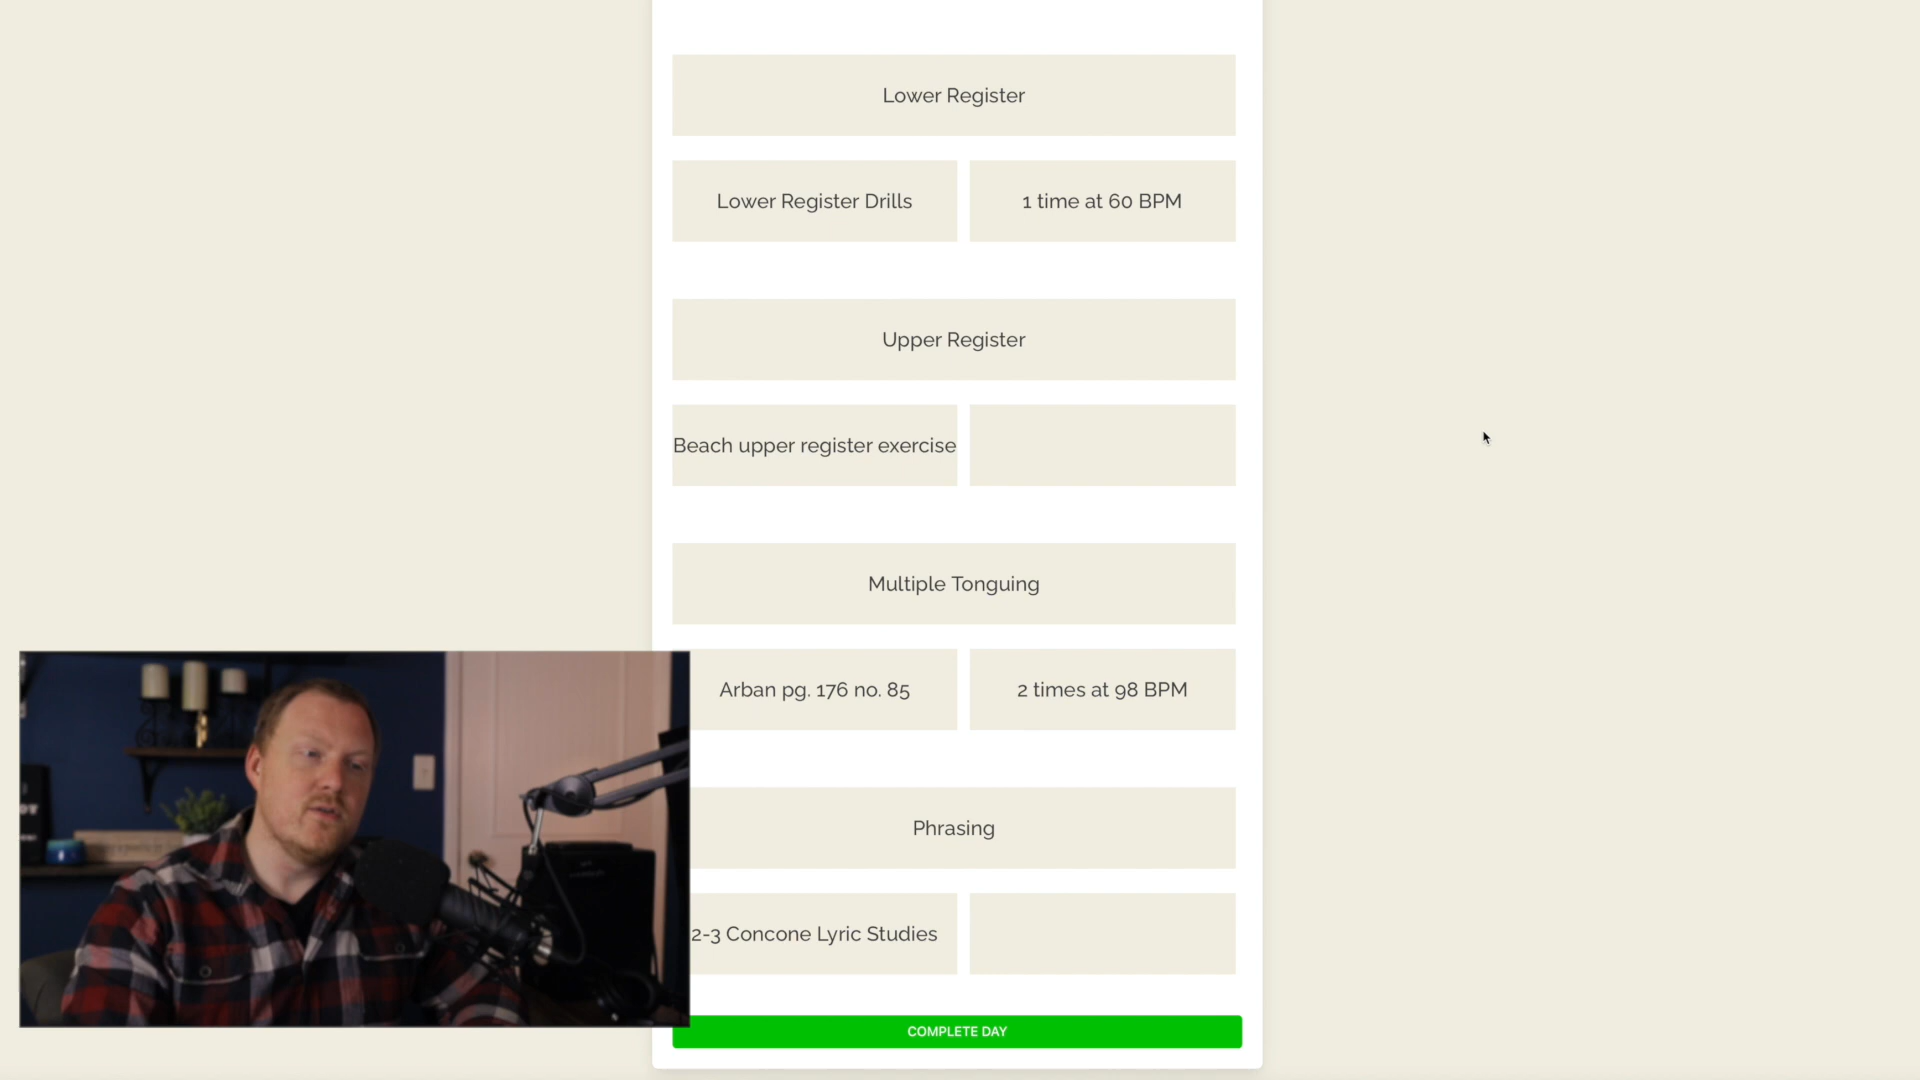 Lower Register
Lower Register Drills
1 time at 60 BPM
Upper Register
Beach upper register exercise
Multiple Tonguing
Arban pg. 176 no. 85
2 times at 98 BPM
Phrasing
2-3 Concone Lyric Studies
COMPLETE DAY